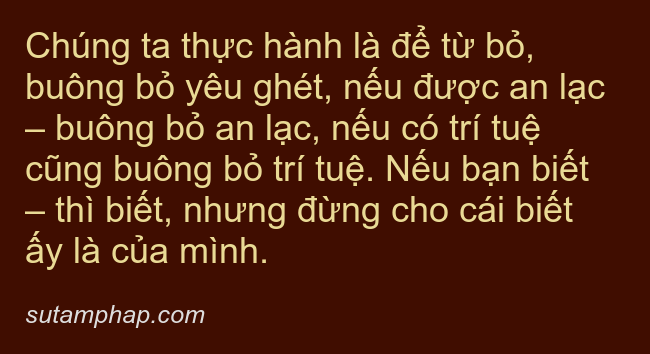 Chúng ta thực hành là để từ bỏ,
buông bỏ yêu ghét, nếu được an lạc
– buông bỏ an lạc, nếu có trí tuệ
cũng buông bỏ trí tuệ. Nếu bạn biết
– thì biết, nhưng đừng cho cái biết
ấy là của mình.
sutamphap.com